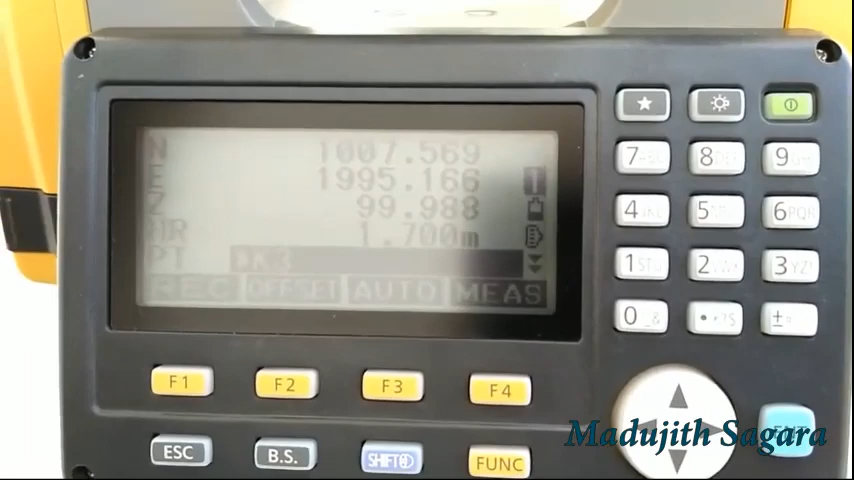 N 1007.569
E 1995.166
Z 99.988
HR 1.700m
PT
REC OFFSET AUTO MEAS
7 8 9
4 5 6
1 2 3
0
F1 F2 F3 F4
ESC B.S. SHIFT FUNC
ENT
Madujith Sagara